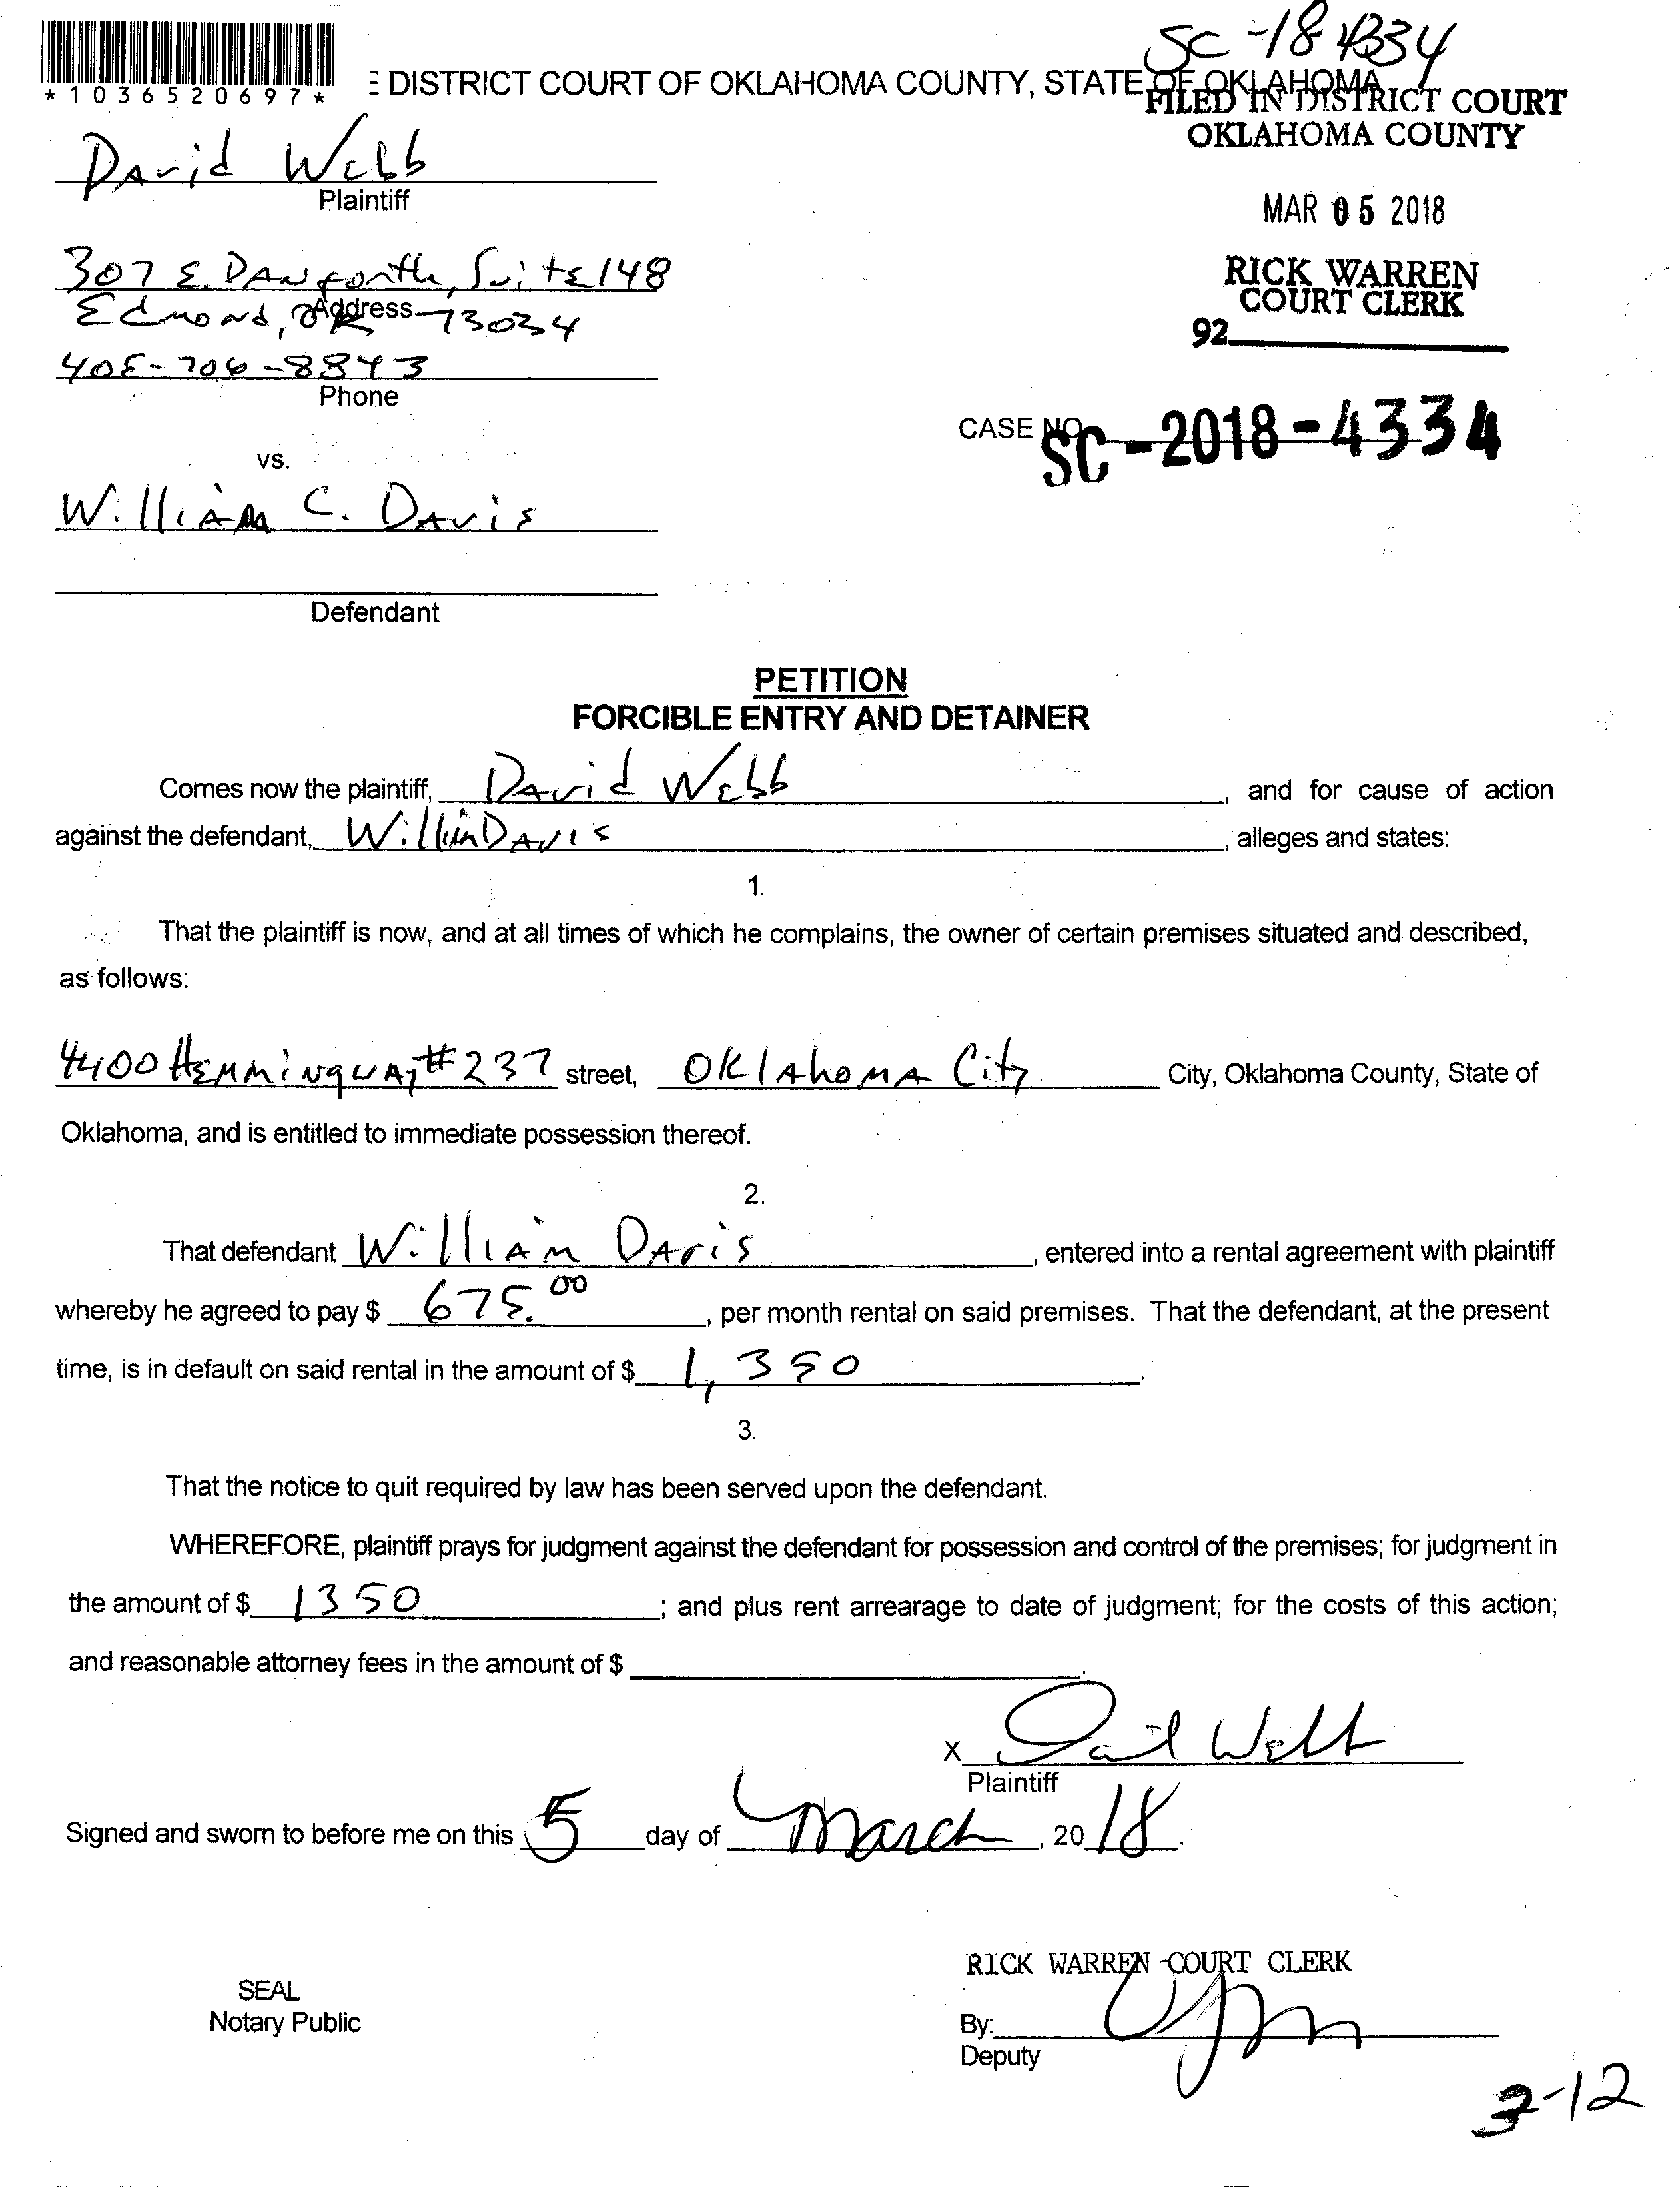 SC-18 4334
*1036520697*
E DISTRICT COURT OF OKLAHOMA COUNTY, STATE OF OKLAHOMA
FILED IN DISTRICT COURT
OKLAHOMA COUNTY
David Webb
Plaintiff
MAR 05 2018
307 E. Danforth, Suite 148
RICK WARREN
COURT CLERK
Edmond, OK 73034
Address
92
405-706-8843
Phone
CASE NO. SC-2018-4334
vs.
William C. Davis
Defendant
PETITION
FORCIBLE ENTRY AND DETAINER
Comes now the plaintiff, David Webb, and for cause of action
against the defendant, William Davis, alleges and states:
1.
That the plaintiff is now, and at all times of which he complains, the owner of certain premises situated and described,
as follows:
4400 Hemmingway #237 street, Oklahoma City City, Oklahoma County, State of
Oklahoma, and is entitled to immediate possession thereof.
2.
That defendant William Davis, entered into a rental agreement with plaintiff
whereby he agreed to pay $ 675.00, per month rental on said premises. That the defendant, at the present
time, is in default on said rental in the amount of $ 1,350.
3.
That the notice to quit required by law has been served upon the defendant.
WHEREFORE, plaintiff prays for judgment against the defendant for possession and control of the premises; for judgment in
the amount of $ 1350; and plus rent arrearage to date of judgment; for the costs of this action;
and reasonable attorney fees in the amount of $
X David Webb
Plaintiff
Signed and sworn to before me on this 5 day of March, 2018.
RICK WARREN COURT CLERK
SEAL
Notary Public
By:
Deputy
3-12